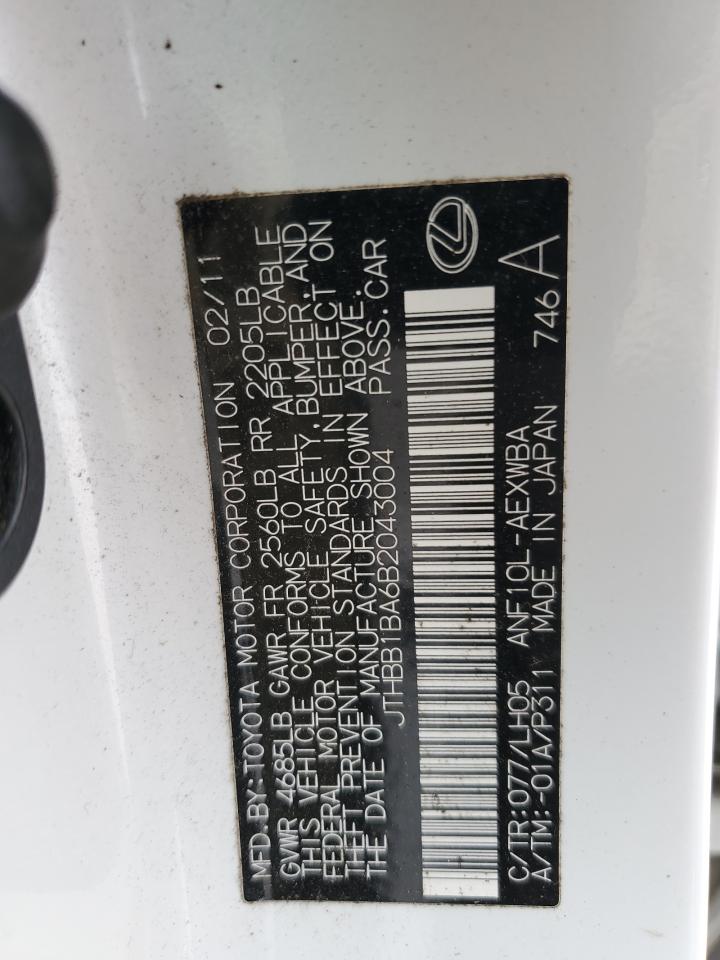 MFD.BY:TOYOTA MOTOR CORPORATION 02/11
GVWR 4685LB GAWR FR 2560LB RR 2205LB
THIS VEHICLE CONFORMS TO ALL APPLICABLE
FEDERAL MOTOR VEHICLE SAFETY,BUMPER,AND
THEFT PREVENTION STANDARDS IN EFFECT ON
THE DATE OF MANUFACTURE SHOWN ABOVE.
JTHBB1BA6B2043004 PASS.CAR
C/TR:077/LH05 ANF10L-AEXWBA 746 A
A/TM:-01A/P311 MADE IN JAPAN